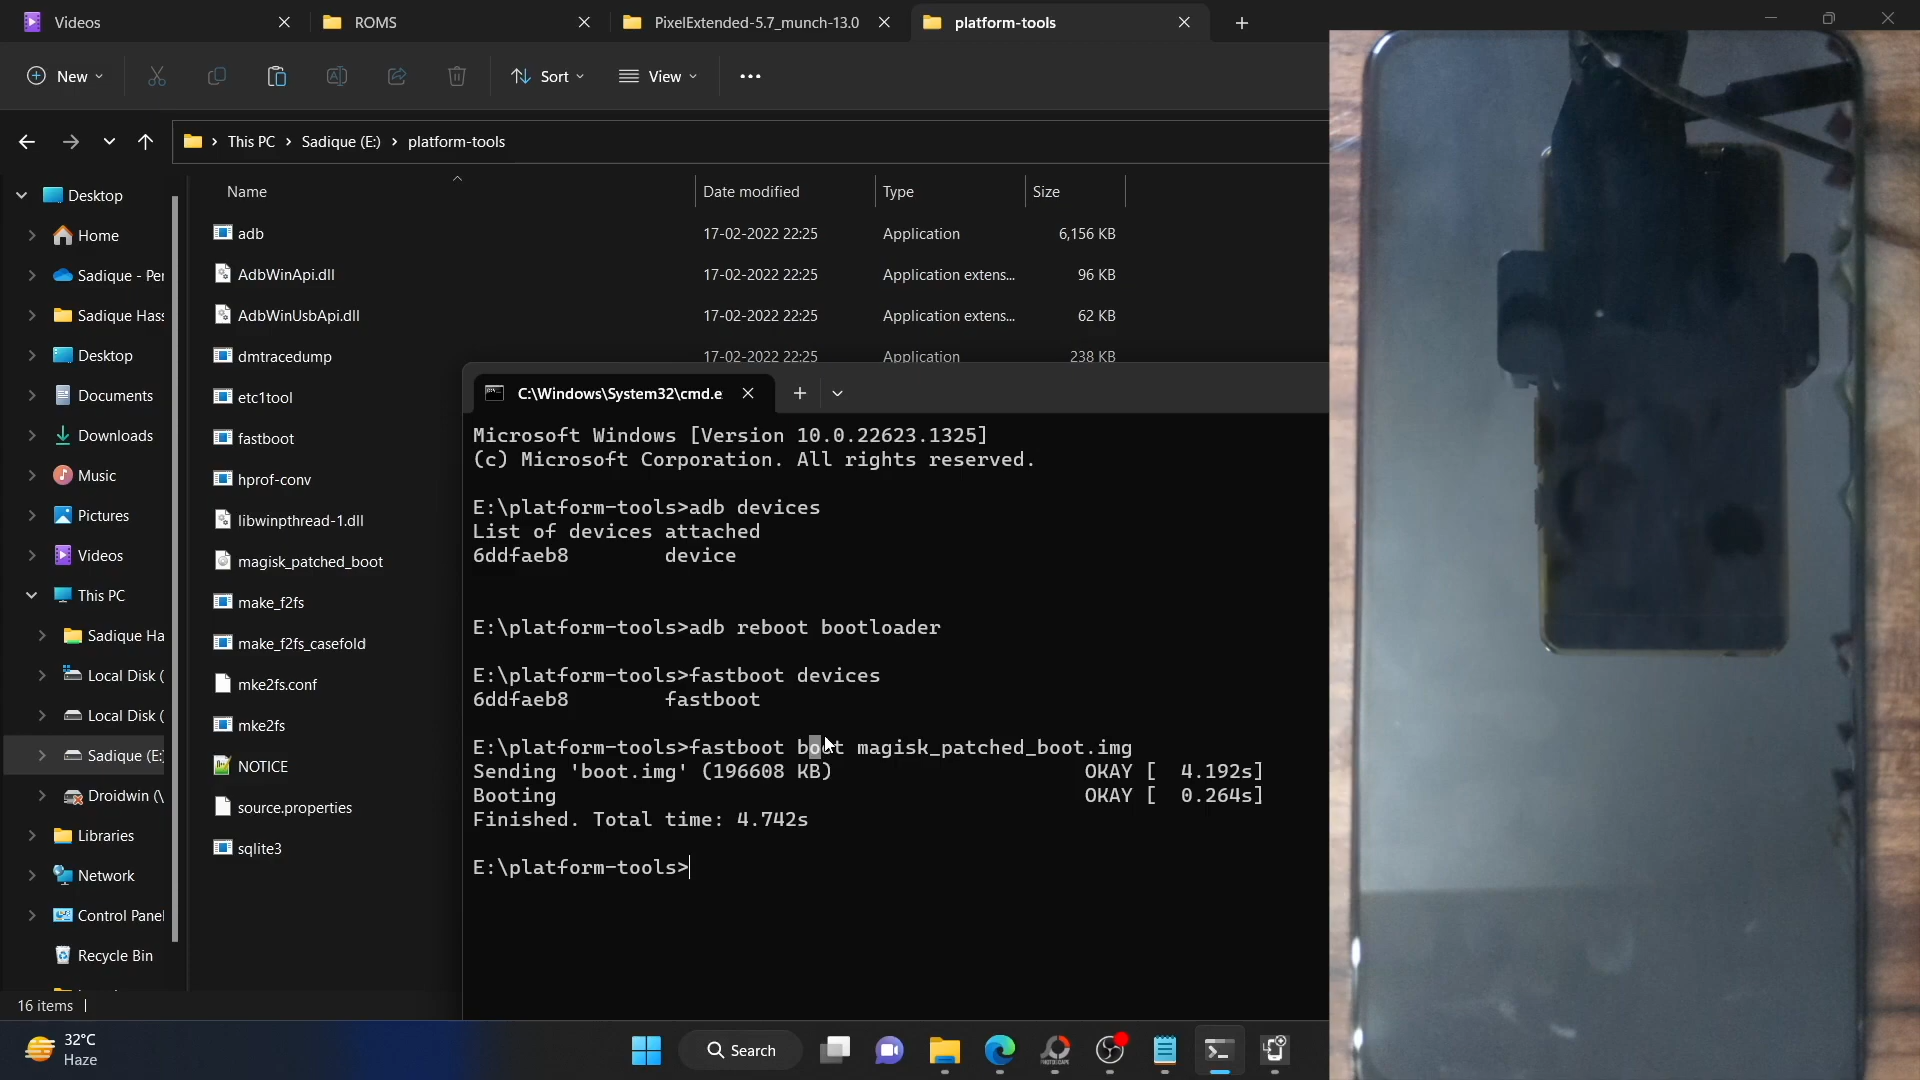 Videos
ROMS
PixelExtended-5.7_munch-13.0
platform-tools
New
Sort
View
This PC > Sadique (E:) > platform-tools
Name
Date modified
Type
Size
Desktop
Home
Sadique - Per
Sadique Hass
Desktop
Documents
Downloads
Music
Pictures
Videos
This PC
Sadique Ha
Local Disk (
Local Disk (
Sadique (E:)
Droidwin (\
Libraries
Network
Control Panel
Recycle Bin
adb 17-02-2022 22:25 Application 6,156 KB
AdbWinApi.dll 17-02-2022 22:25 Application extens... 96 KB
AdbWinUsbApi.dll 17-02-2022 22:25 Application extens... 62 KB
dmtracedump 17-02-2022 22:25 Application 238 KB
etc1tool
fastboot
hprof-conv
libwinpthread-1.dll
magisk_patched_boot
make_f2fs
make_f2fs_casefold
mke2fs.conf
mke2fs
NOTICE
source.properties
sqlite3
C:\Windows\System32\cmd.e
Microsoft Windows [Version 10.0.22623.1325]
(c) Microsoft Corporation. All rights reserved.
E:\platform-tools>adb devices
List of devices attached
6ddfaeb8 device
E:\platform-tools>adb reboot bootloader
E:\platform-tools>fastboot devices
6ddfaeb8 fastboot
E:\platform-tools>fastboot boot magisk_patched_boot.img
Sending 'boot.img' (196608 KB) OKAY [ 4.192s]
Booting OKAY [ 0.264s]
Finished. Total time: 4.742s
E:\platform-tools>
16 items
32°C
Haze
Search